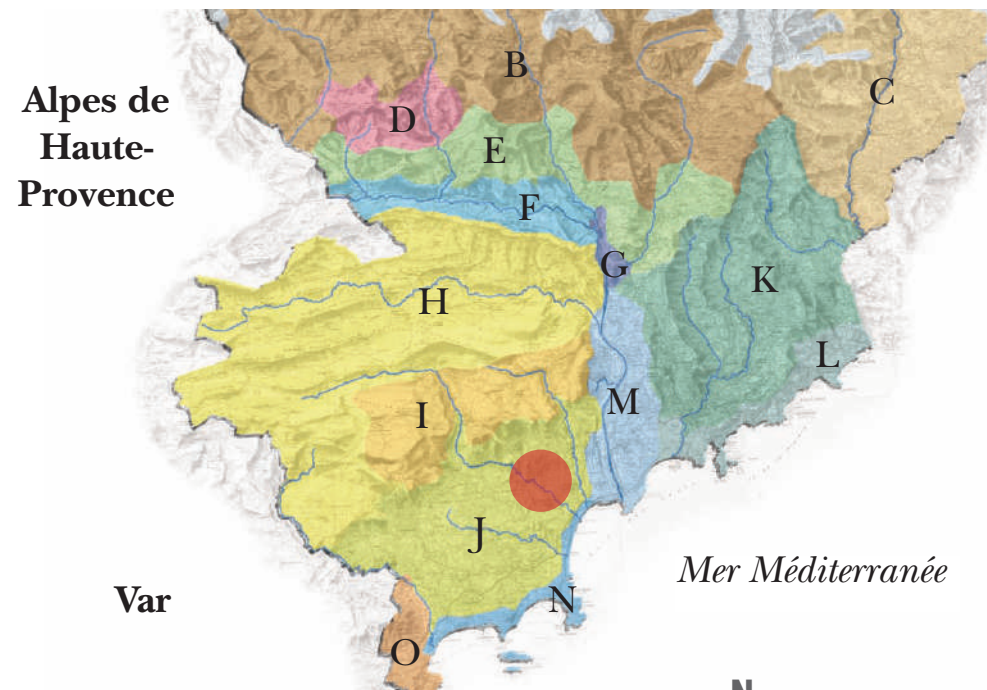 B
C
Alpes de
Haute-
Provence
D
E
F
G
H
K
L
I
M
J
Mer Méditerranée
Var
N
O
N